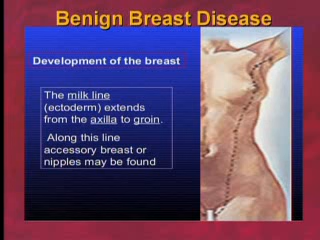 Benign Breast Disease
Development of the breast
The milk line
(ectoderm) extends
from the axilla to groin.
Along this line
accessory breast or
nipples may be found